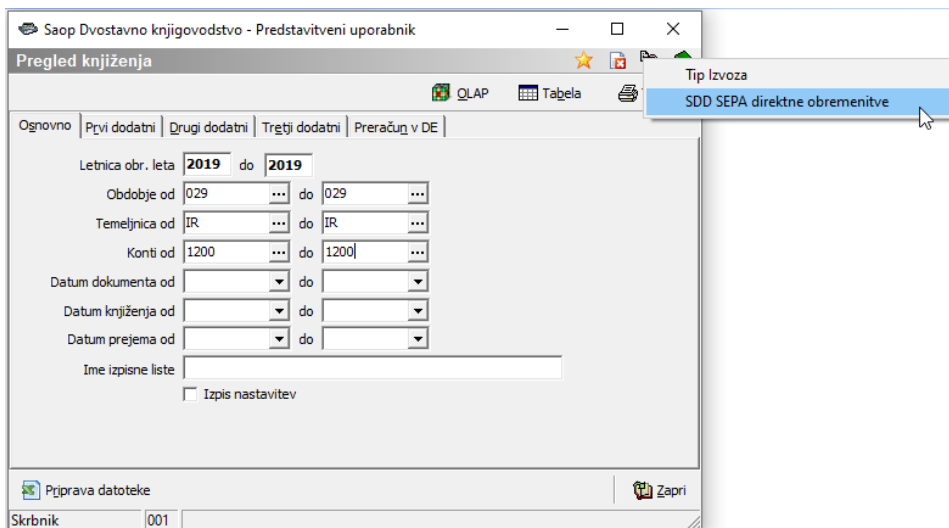 Saop Dvostavno knjigovodstvo - Predstavitveni uporabnik
Pregled knjiženja
Tip Izvoza
SDD SEPA direktne obremenitve
OLAP Tabela
Osnovno Prvi dodatni Drugi dodatni Tretji dodatni Preračun v DE
Letnica obr. leta 2019 do 2019
Obdobje od 029 ... do 029 ...
Temeljnica od IR ... do IR ...
Konti od 1200 ... do 1200 ...
Datum dokumenta od do
Datum knjiženja od do
Datum prejema od do
Ime izpisne liste
Izpis nastavitev
Priprava datoteke Zapri
Skrbnik 001